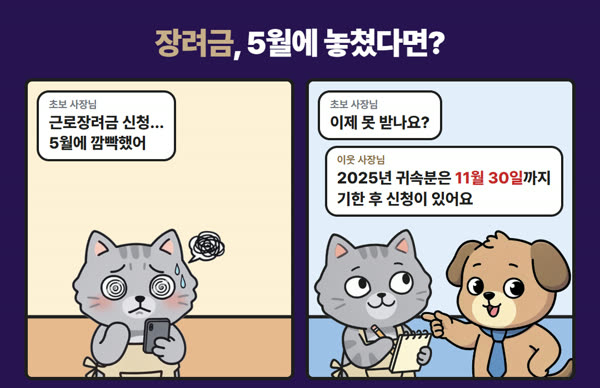 장려금, 5월에 놓쳤다면?
초보 사장님
근로장려금 신청...
5월에 깜빡했어
초보 사장님
이제 못 받나요?
이웃 사장님
2025년 귀속분은 11월 30일까지
기한 후 신청이 있어요